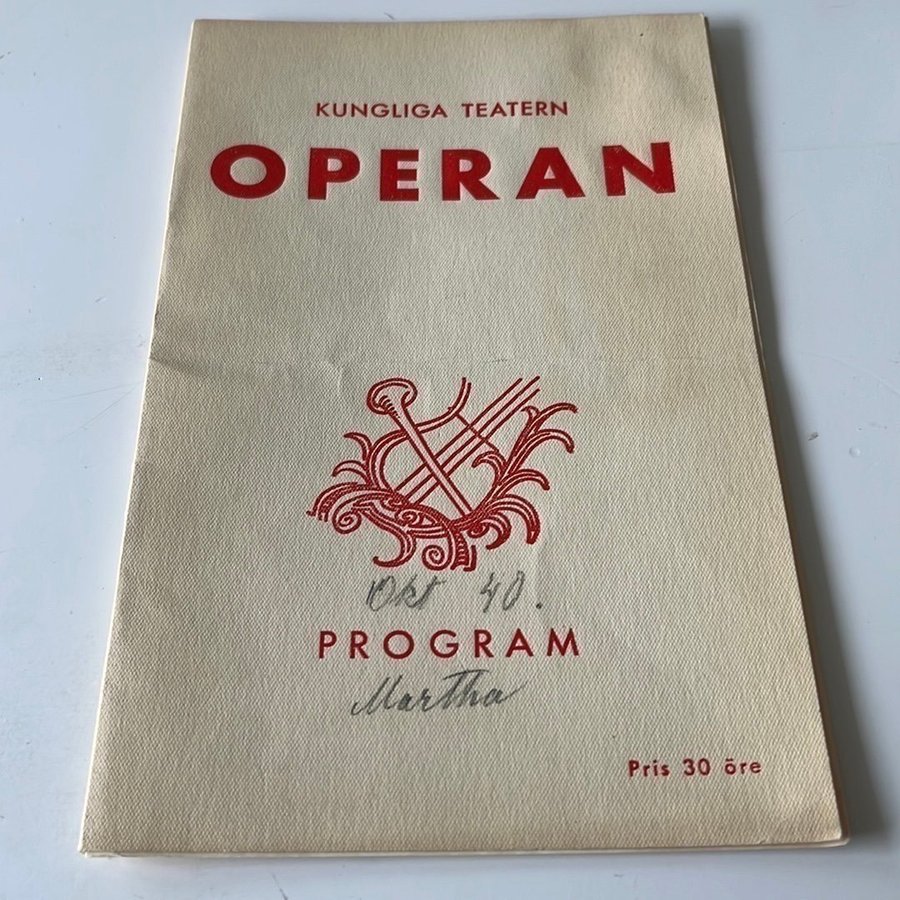 KUNGLIGA TEATERN
OPERAN
Okt 40.
PROGRAM
Martha
Pris 30 öre